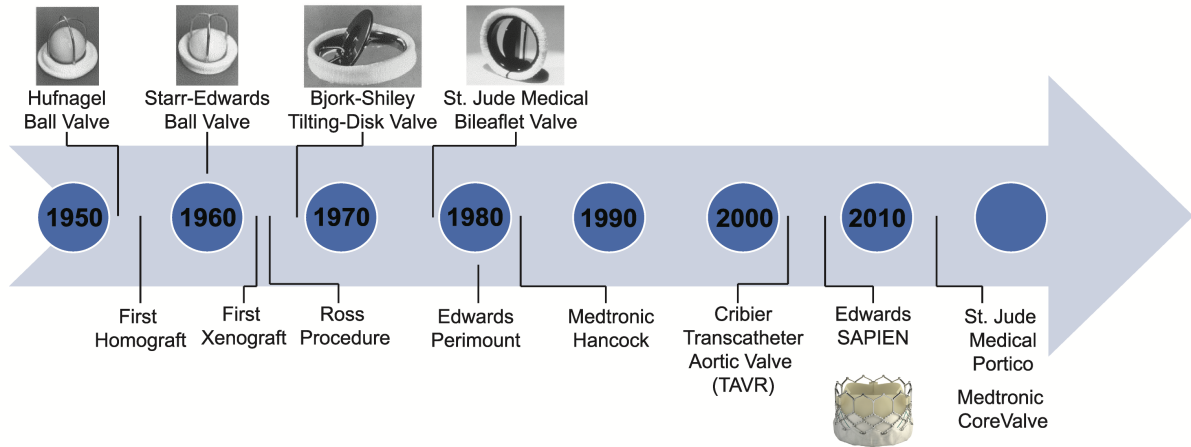 Hufnagel
Ball Valve
Starr-Edwards
Ball Valve
Bjork-Shiley
Tilting-Disk Valve
St. Jude Medical
Bileaflet Valve
1950
1960
1970
1980
1990
2000
2010
First
Homograft
First
Xenograft
Ross
Procedure
Edwards
Perimount
Medtronic
Hancock
Cribier
Transcatheter
Aortic Valve
(TAVR)
Edwards
SAPIEN
St. Jude
Medical
Portico
Medtronic
CoreValve